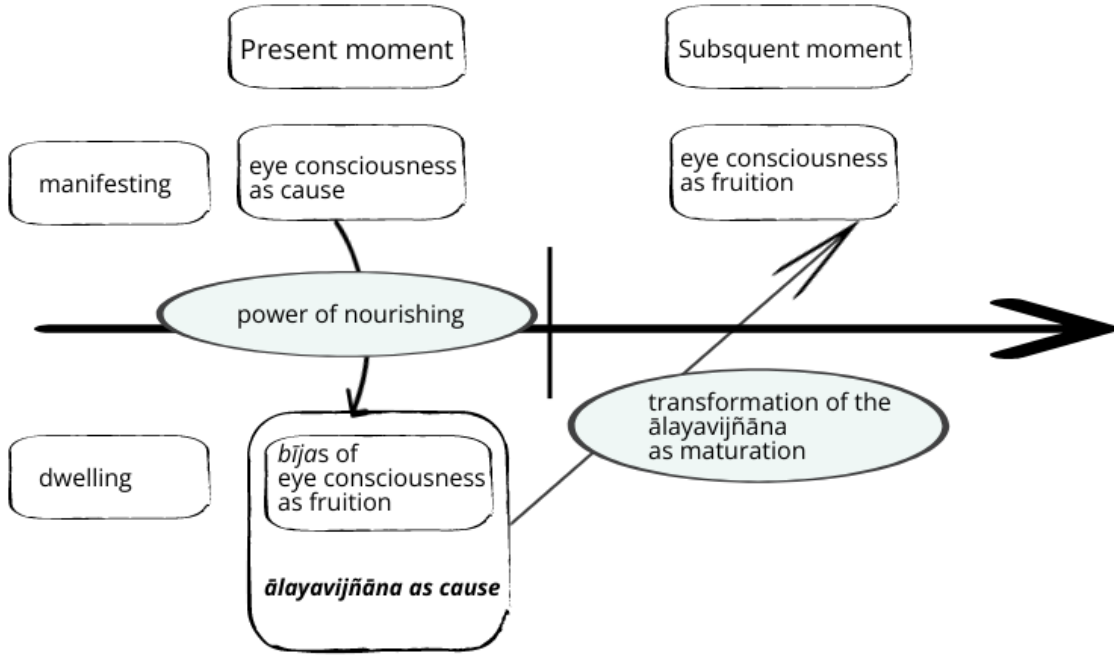 Present moment
Subsquent moment
manifesting
eye consciousness
as cause
eye consciousness
as fruition
power of nourishing
transformation of the
ālayavijñāna
as maturation
dwelling
bījas of
eye consciousness
as fruition
ālayavijñāna as cause